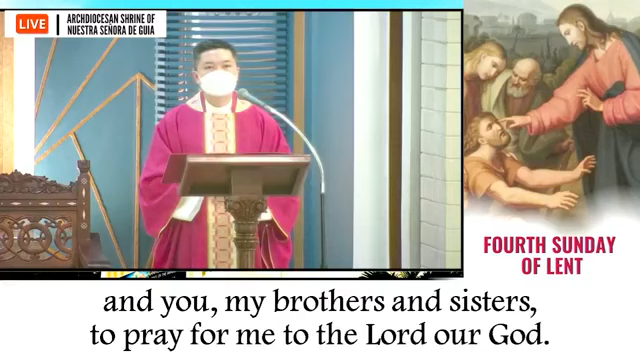 LIVE
ARCHDIOCESAN SHRINE OF
NUESTRA SEÑORA DE GUIA
FOURTH SUNDAY
OF LENT
and you, my brothers and sisters,
to pray for me to the Lord our God.